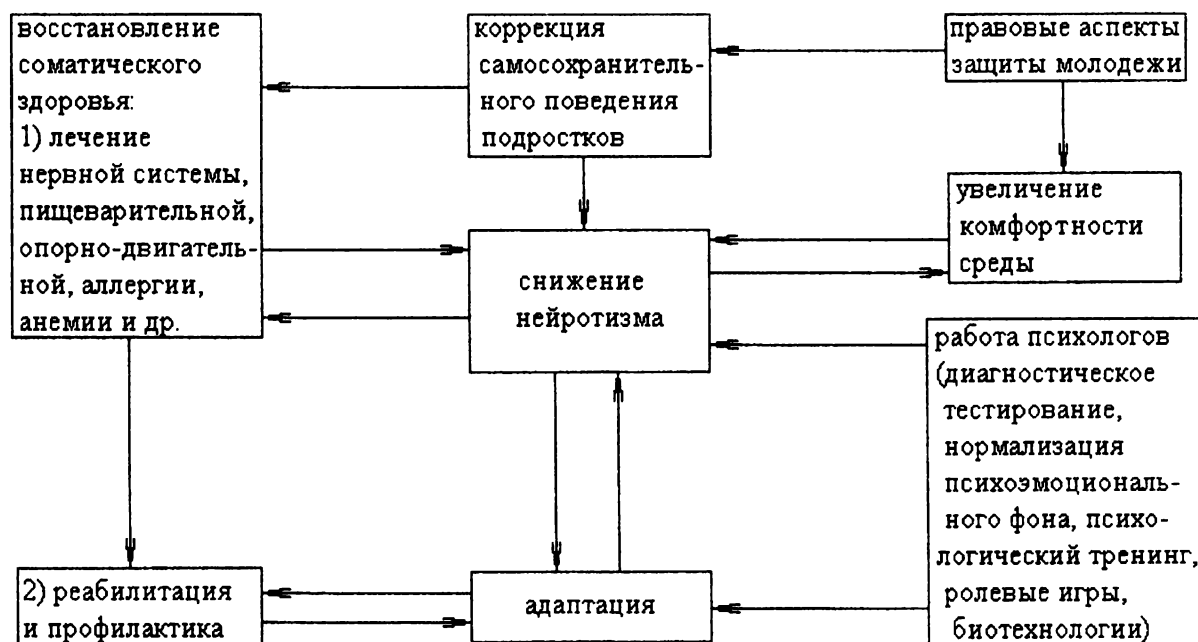 восстановление
соматического
здоровья:
1) лечение
нервной системы,
пищеварительной,
опорно-двигатель-
ной, аллергии,
анемии и др.
коррекция
самосохранитель-
ного поведения
подростков
правовые аспекты
защиты молодежи
увеличение
комфортности
среды
снижение
нейротизма
работа психологов
(диагностическое
тестирование,
нормализация
психоэмоциональ-
ного фона, психо-
логический тренинг,
ролевые игры,
биотехнологии)
2) реабилитация
и профилактика
адаптация